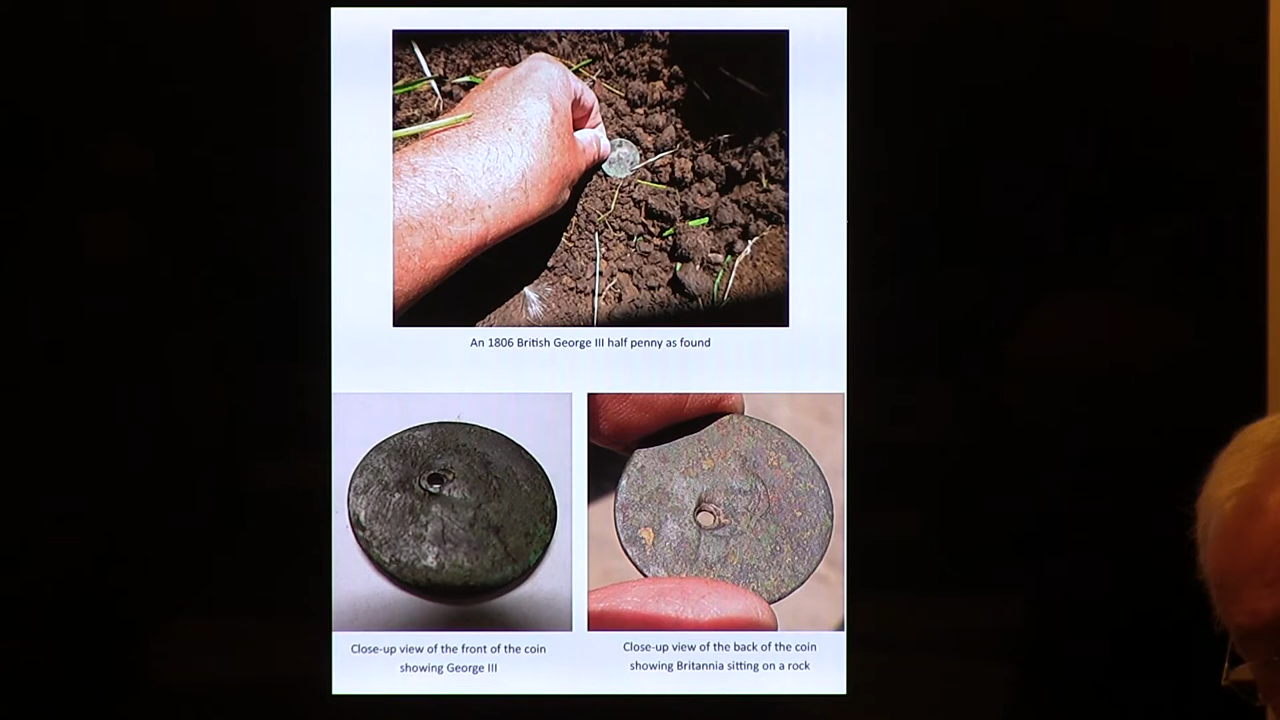 An 1806 British George III half penny as found
Close-up view of the front of the coin
showing George III
Close-up view of the back of the coin
showing Britannia sitting on a rock